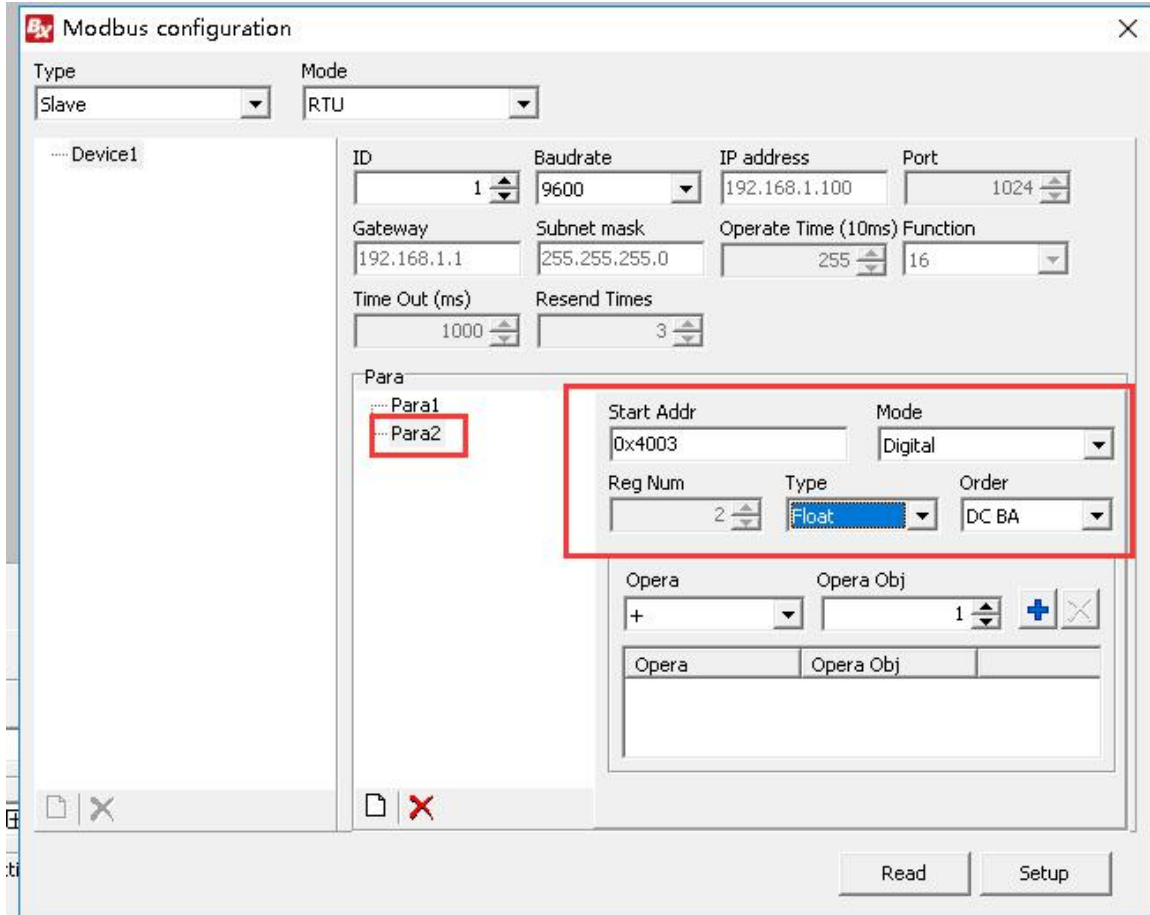 BX Modbus configuration
Type Mode
Slave RTU
Device1
ID Baudrate IP address Port
1 9600 192.168.1.100 1024
Gateway Subnet mask Operate Time (10ms) Function
192.168.1.1 255.255.255.0 255 16
Time Out (ms) Resend Times
1000 3
Para
Para1
Para2
Start Addr Mode
0x4003 Digital
Reg Num Type Order
2 Float DC BA
Opera Opera Obj
+ 1
Opera Opera Obj
Read Setup